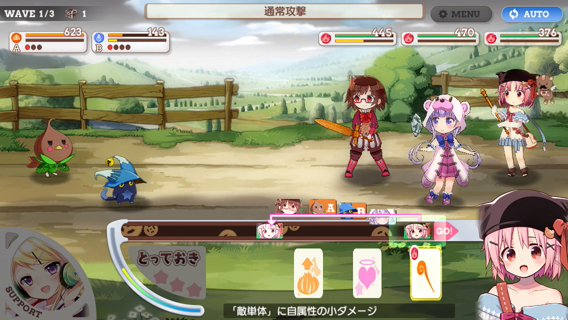 WAVE 1/3 1
通常攻撃
MENU
AUTO
A 623
B 143
445
470
376
A
B
GO!
とっておき
SUPPORT
「敵単体」に自属性の小ダメージ